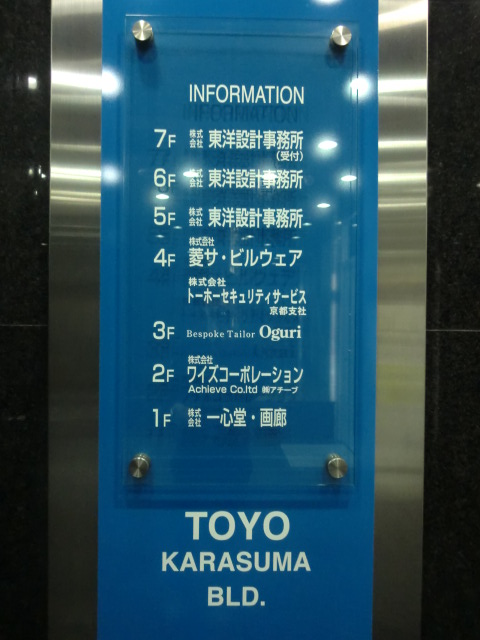 INFORMATION
7F 株式会社 東洋設計事務所
(受付)
6F 株式会社 東洋設計事務所
5F 株式会社 東洋設計事務所
株式会社
4F 菱サ・ビルウェア
株式会社
トーホーセキュリティサービス
京都支社
3F Bespoke Tailor Oguri
株式会社
2F ワイズコーポレーション
Achieve Co.ltd ㈱アチーブ
1F 株式会社 一心堂・画廊
TOYO
KARASUMA
BLD.